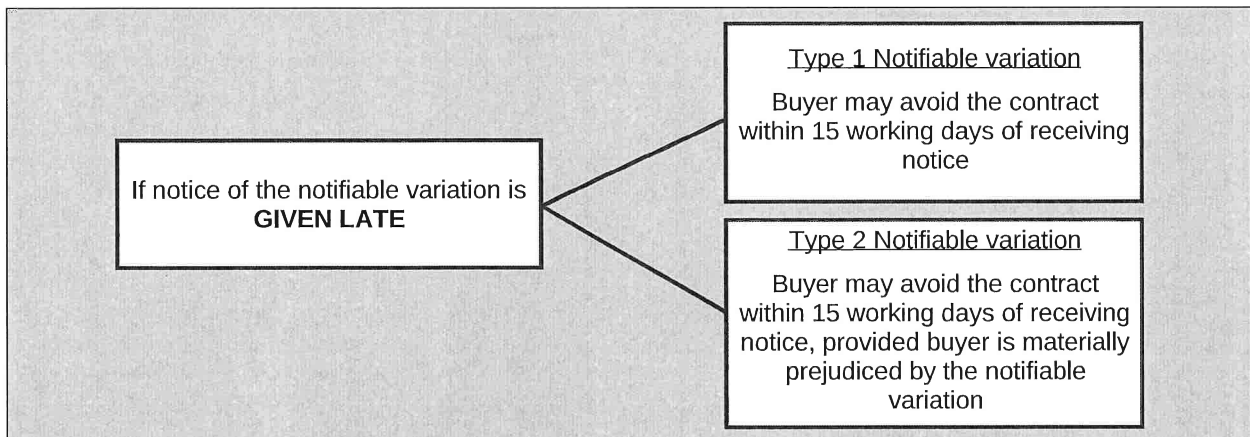 If notice of the notifiable variation is
GIVEN LATE
Type 1 Notifiable variation
Buyer may avoid the contract
within 15 working days of receiving
notice
Type 2 Notifiable variation
Buyer may avoid the contract
within 15 working days of receiving
notice, provided buyer is materially
prejudiced by the notifiable
variation